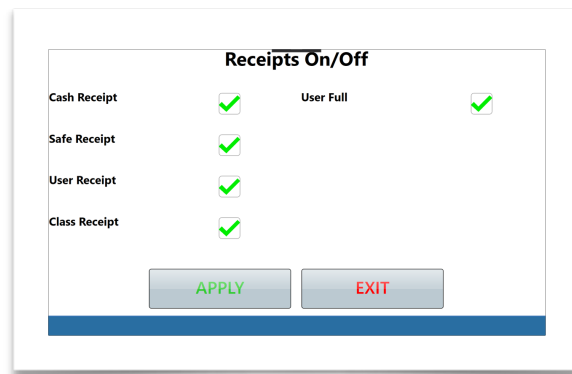 Receipts On/Off
Cash Receipt
User Full
Safe Receipt
User Receipt
Class Receipt
APPLY
EXIT